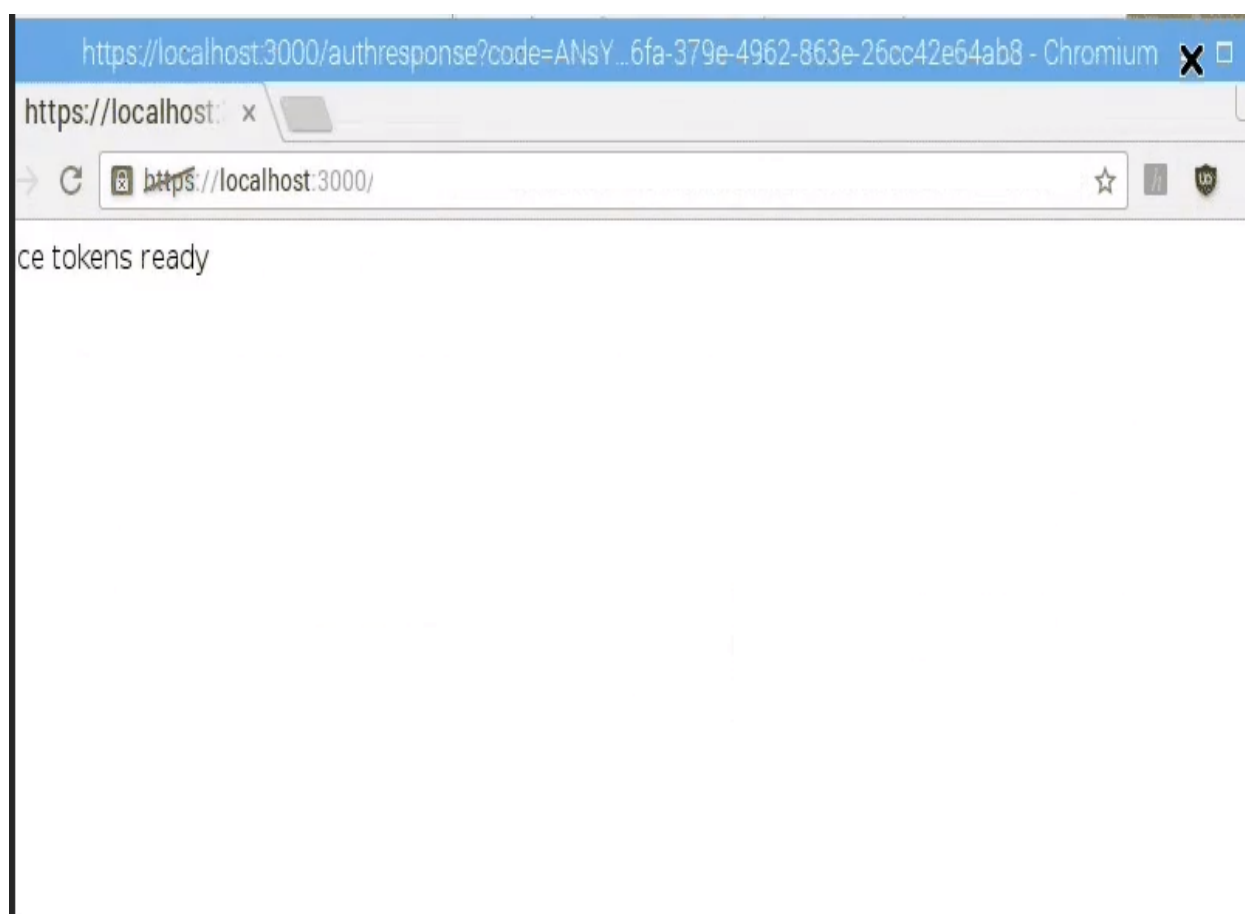 https://localhost:3000/authresponse?code=ANsY...6fa-379e-4962-863e-26cc42e64ab8 - Chromium
https://localhost:
https://localhost:3000/
ce tokens ready